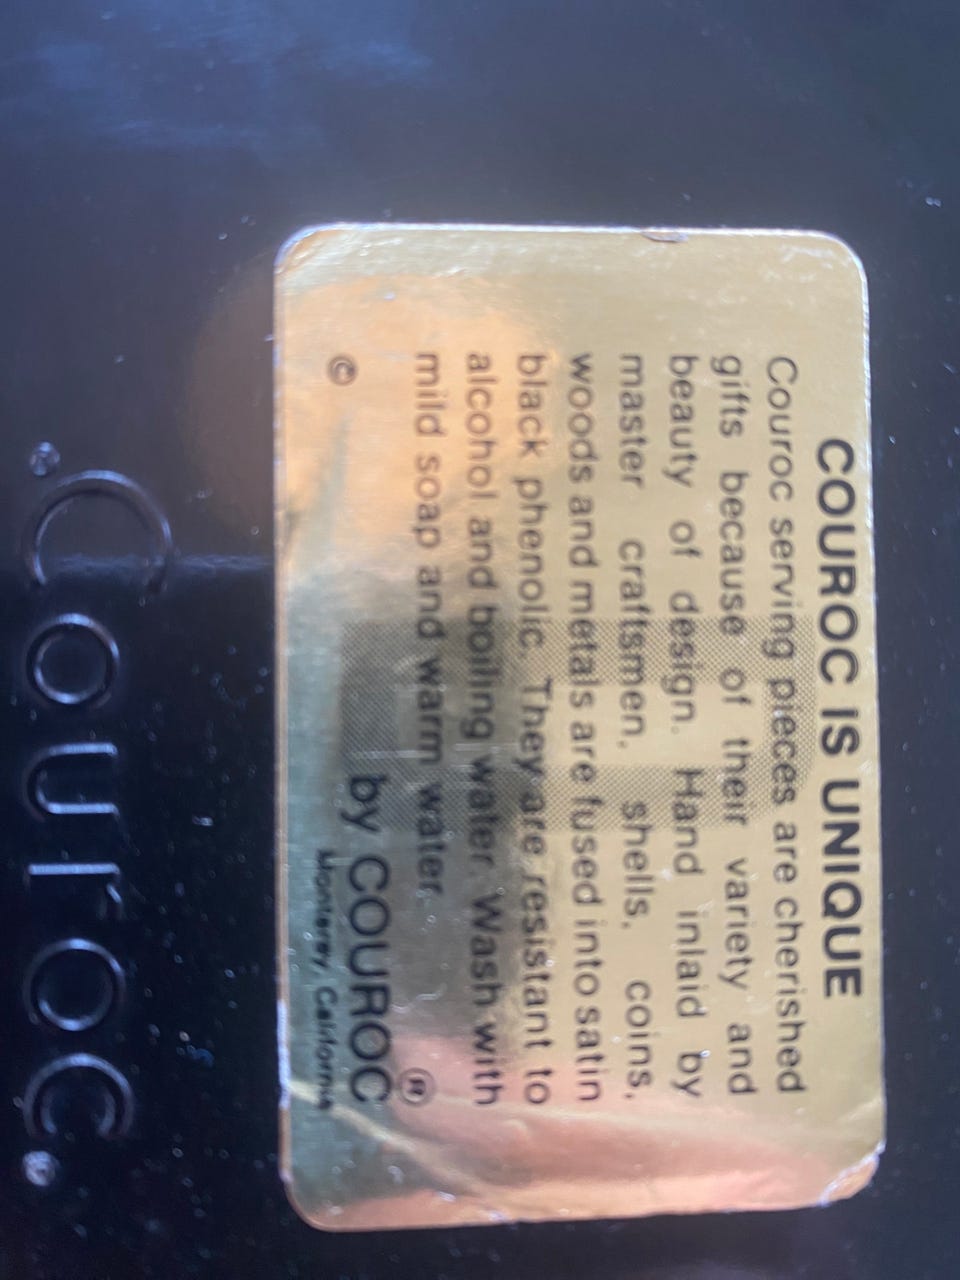 COUROC IS UNIQUE
Couroc serving pieces are cherished
gifts because of their variety and
beauty of design. Hand inlaid by
master craftsmen, shells, coins,
woods and metals are fused into satin
black phenolic. They are resistant to
alcohol and boiling water. Wash with
mild soap and warm water.
by COUROC®
© Monterey, California
Couroc®